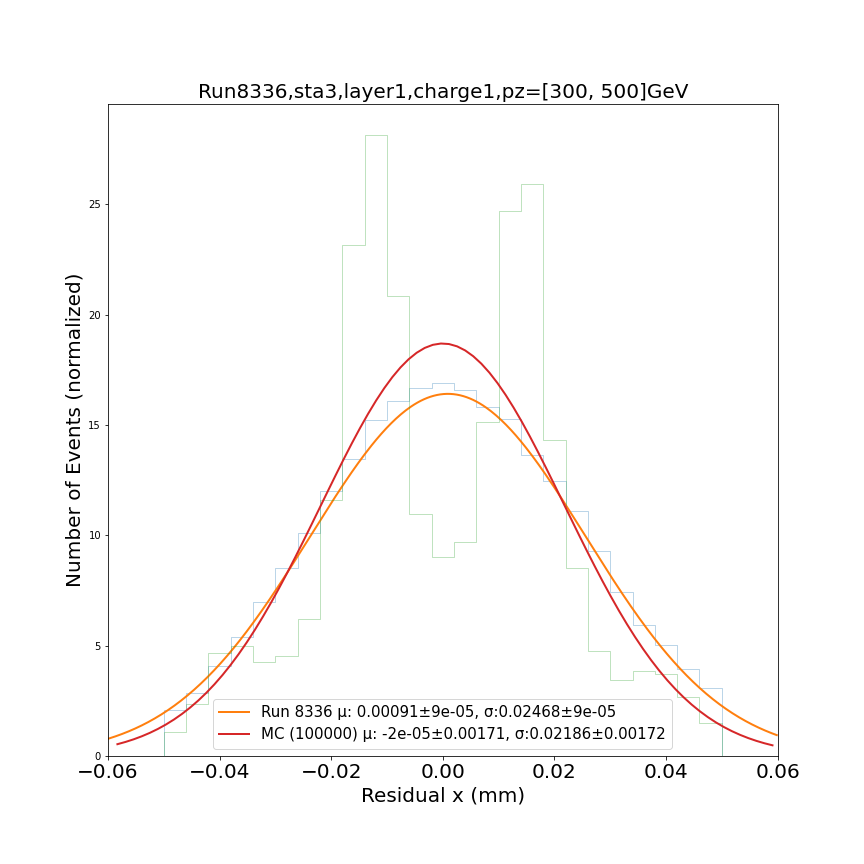 Run8336,sta3,layer1,charge1,pz=[300, 500]GeV
Number of Events (normalized)
25
20
15
10
5
0
Run 8336 μ: 0.00091±9e-05, σ:0.02468±9e-05
MC (100000) μ: -2e-05±0.00171, σ:0.02186±0.00172
−0.06 −0.04 −0.02 0.00 0.02 0.04 0.06
Residual x (mm)